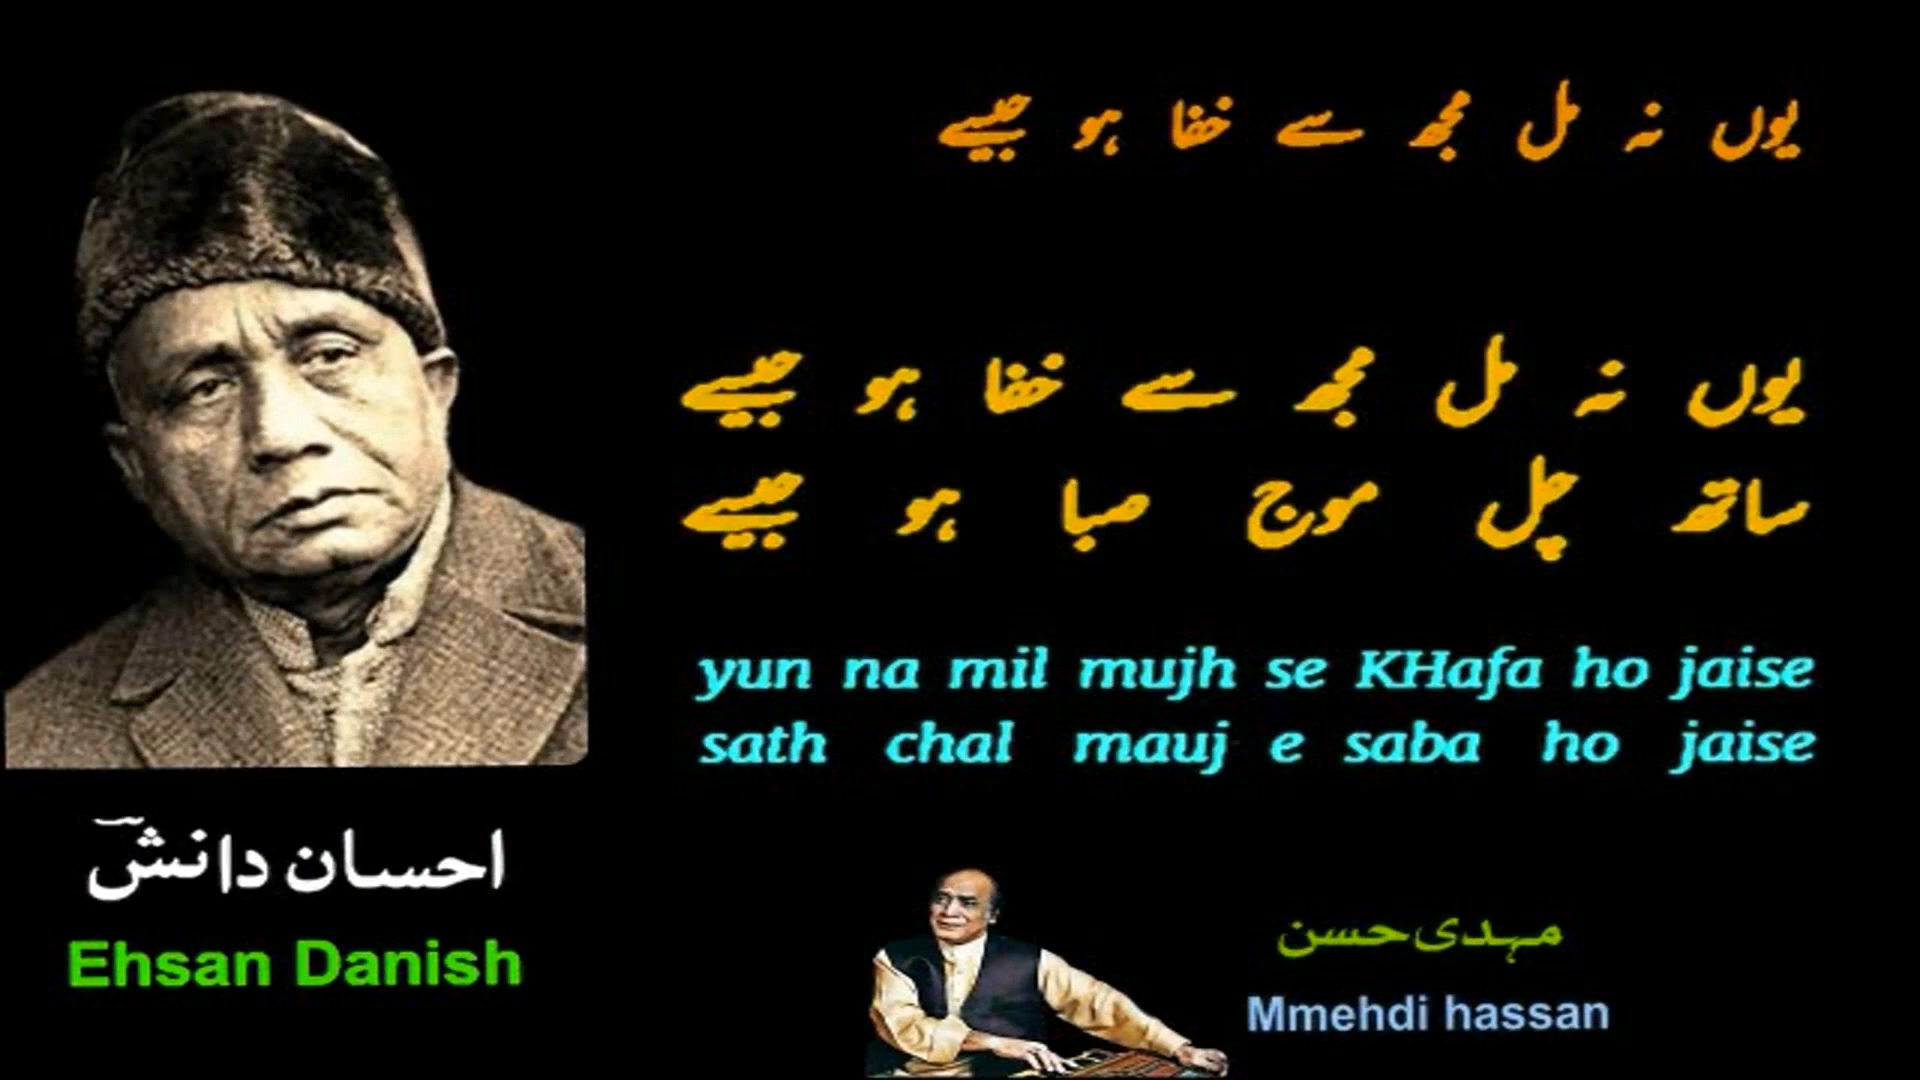 یوں نہ مل مجھ سے خفا ہو جیسے
یوں نہ مل مجھ سے خفا ہو جیسے
ساتھ چل موج صبا ہو جیسے
yun na mil mujh se KHafa ho jaise
sath chal mauj e saba ho jaise
احسان دانشؔ
Ehsan Danish
مہدی حسن
Mmehdi hassan